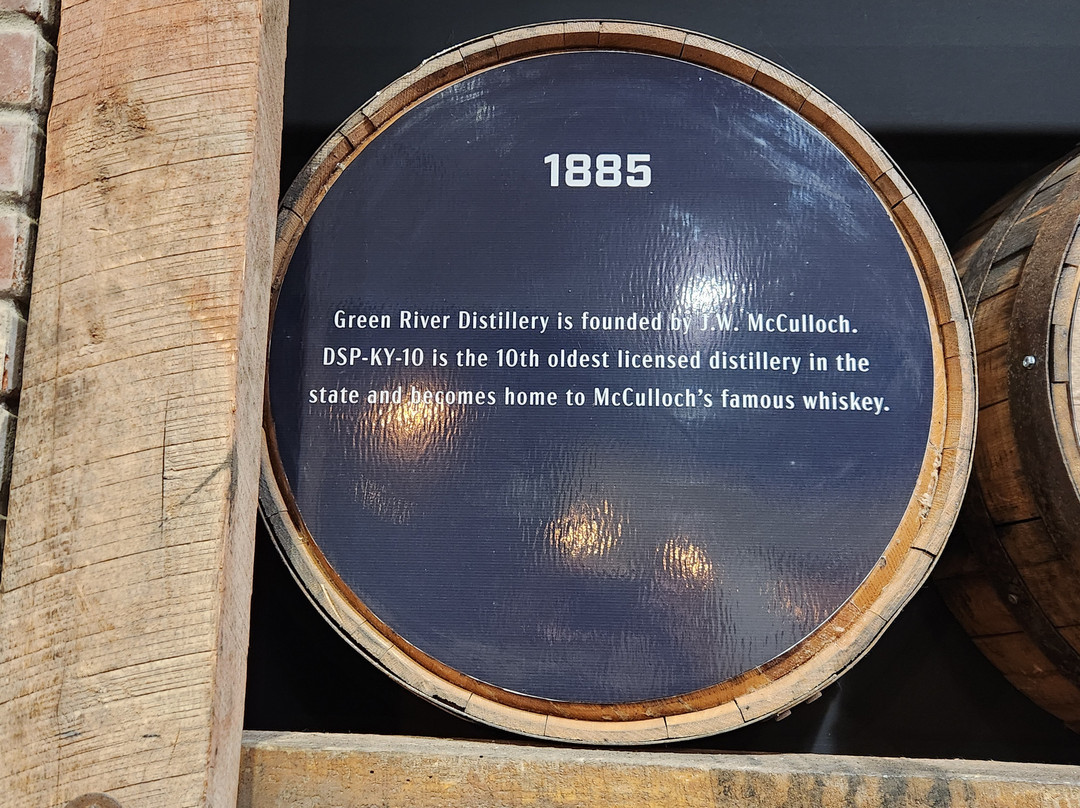 1885
Green River Distillery is founded by J.W. McCulloch.
DSP-KY-10 is the 10th oldest licensed distillery in the
state and becomes home to McCulloch's famous whiskey.